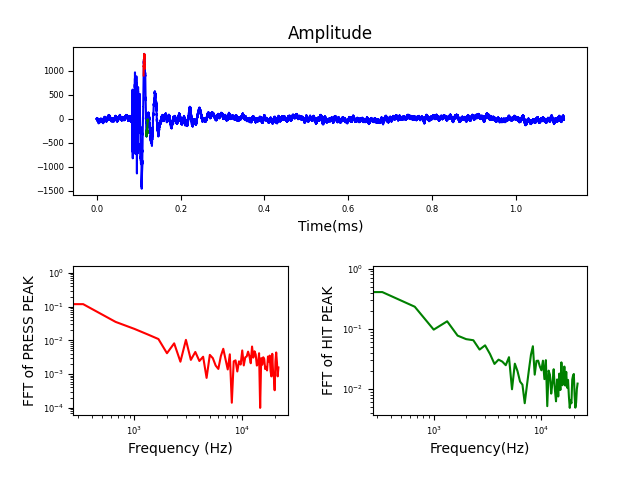 Amplitude
1000
500
0
−500
−1000
−1500
0.0 0.2 0.4 0.6 0.8 1.0
Time(ms)
FFT of PRESS PEAK
10⁰
10⁻¹
10⁻²
10⁻³
10⁻⁴
10³ 10⁴
Frequency (Hz)
FFT of HIT PEAK
10⁰
10⁻¹
10⁻²
10³ 10⁴
Frequency(Hz)